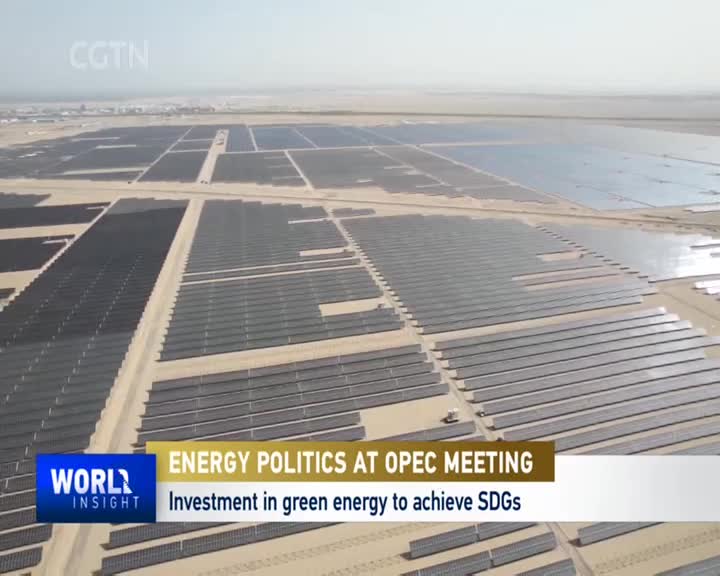 CGTN
ENERGY POLITICS AT OPEC MEETING
WORLD
INSIGHT
Investment in green energy to achieve SDGs